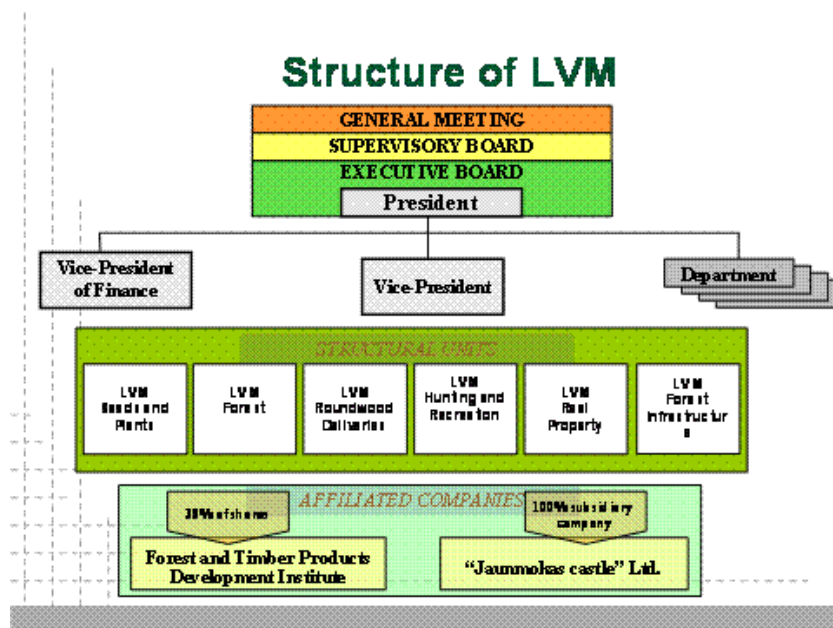 Structure of LVM
GENERAL MEETING
SUPERVISORY BOARD
EXECUTIVE BOARD
President
Vice-President
of Finance
Vice-President
Department
STRUCTURAL UNITS
LVM
Seeds and
Plants
LVM
Forest
LVM
Roundwood
Deliveries
LVM
Hunting and
Recreation
LVM
Real
Property
LVM
Forest
Infrastructur
e
AFFILIATED COMPANIES
of shares
100% subsidiary
company
Forest and Timber Products
Development Institute
“Jaunmokas castle” Ltd.